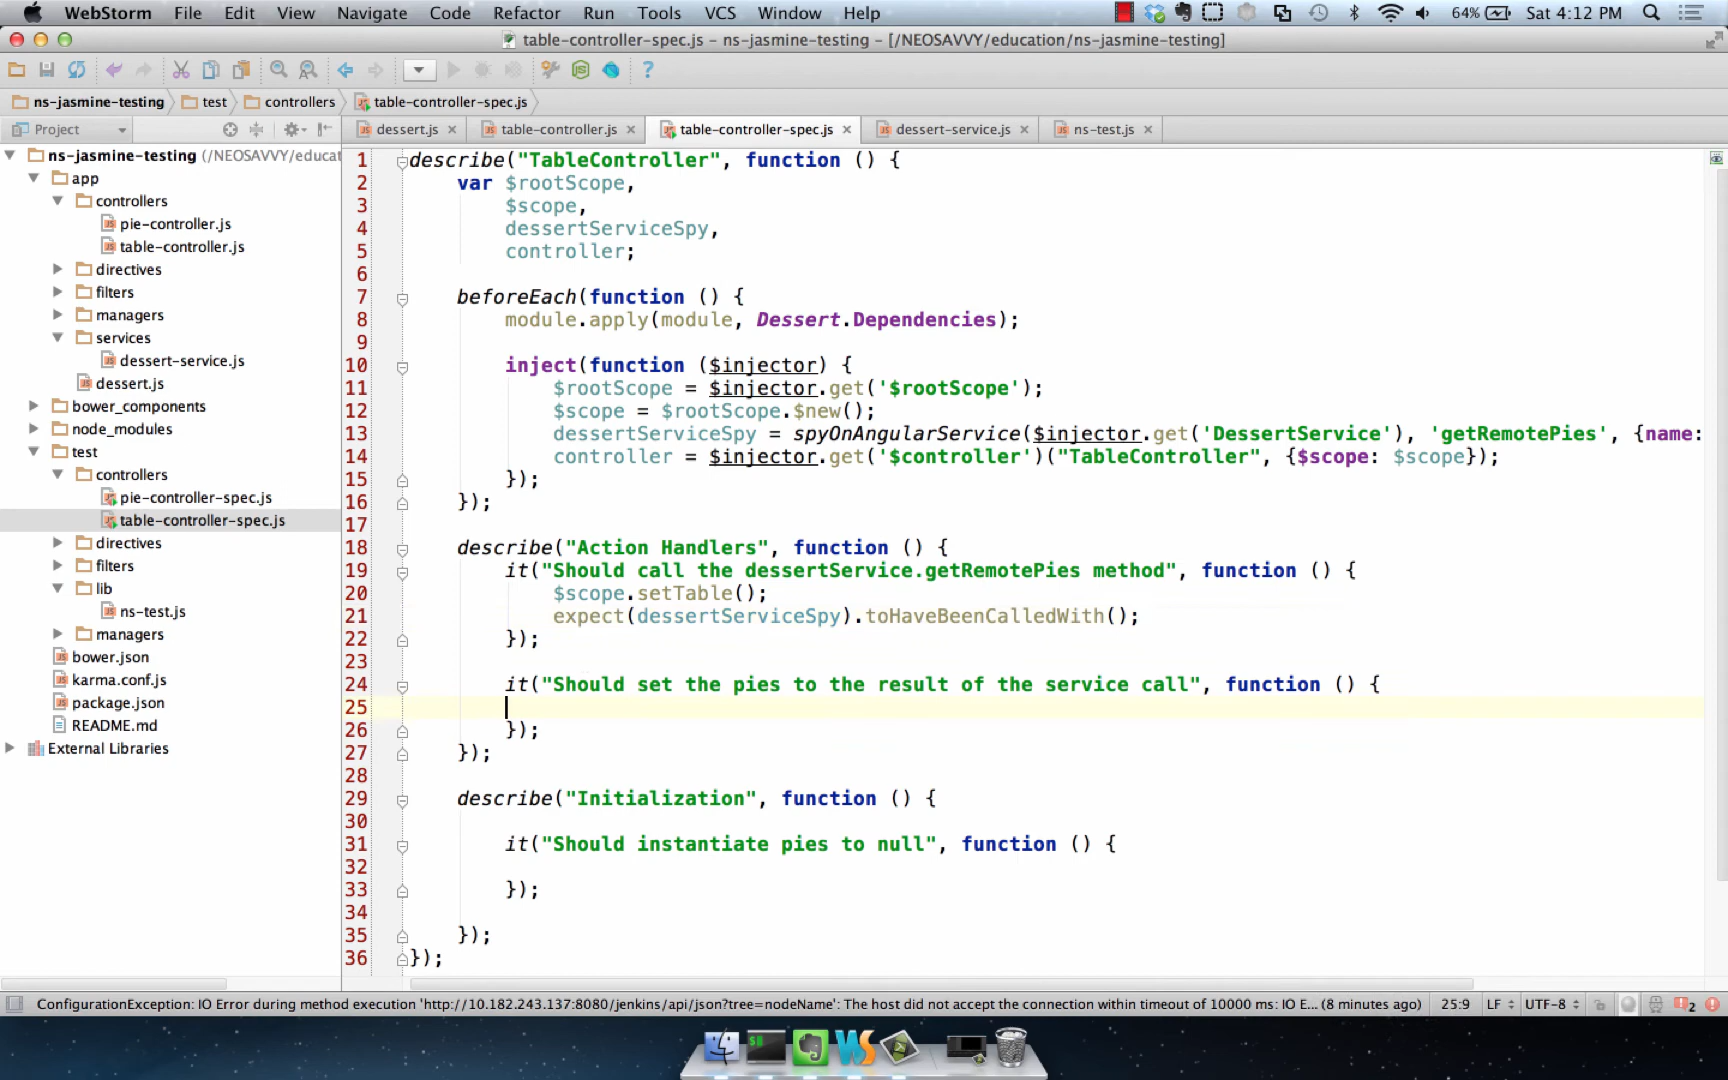 WebStorm File Edit View Navigate Code Refactor Run Tools VCS Window Help 64% Sat 4:12 PM
table-controller-spec.js – ns-jasmine-testing – [/NEOSAVVY/education/ns-jasmine-testing]
ns-jasmine-testing test controllers table-controller-spec.js
Project
dessert.js table-controller.js table-controller-spec.js dessert-service.js ns-test.js
ns-jasmine-testing (/NEOSAVVY/educat
app
controllers
pie-controller.js
table-controller.js
directives
filters
managers
services
dessert-service.js
dessert.js
bower_components
node_modules
test
controllers
pie-controller-spec.js
table-controller-spec.js
directives
filters
lib
ns-test.js
managers
bower.json
karma.conf.js
package.json
README.md
External Libraries
1 describe("TableController", function () {
2 var $rootScope,
3 $scope,
4 dessertServiceSpy,
5 controller;
6
7 beforeEach(function () {
8 module.apply(module, Dessert.Dependencies);
9
10 inject(function ($injector) {
11 $rootScope = $injector.get('$rootScope');
12 $scope = $rootScope.$new();
13 dessertServiceSpy = spyOnAngularService($injector.get('DessertService'), 'getRemotePies', {name:
14 controller = $injector.get('$controller')("TableController", {$scope: $scope});
15 });
16 });
17
18 describe("Action Handlers", function () {
19 it("Should call the dessertService.getRemotePies method", function () {
20 $scope.setTable();
21 expect(dessertServiceSpy).toHaveBeenCalledWith();
22 });
23
24 it("Should set the pies to the result of the service call", function () {
25
26 });
27 });
28
29 describe("Initialization", function () {
30
31 it("Should instantiate pies to null", function () {
32
33 });
34
35 });
36 });
ConfigurationException: IO Error during method execution 'http://10.182.243.137:8080/jenkins/api/json?tree=nodeName': The host did not accept the connection within timeout of 10000 ms: IO E... (8 minutes ago) 25:9 LF UTF-8 2